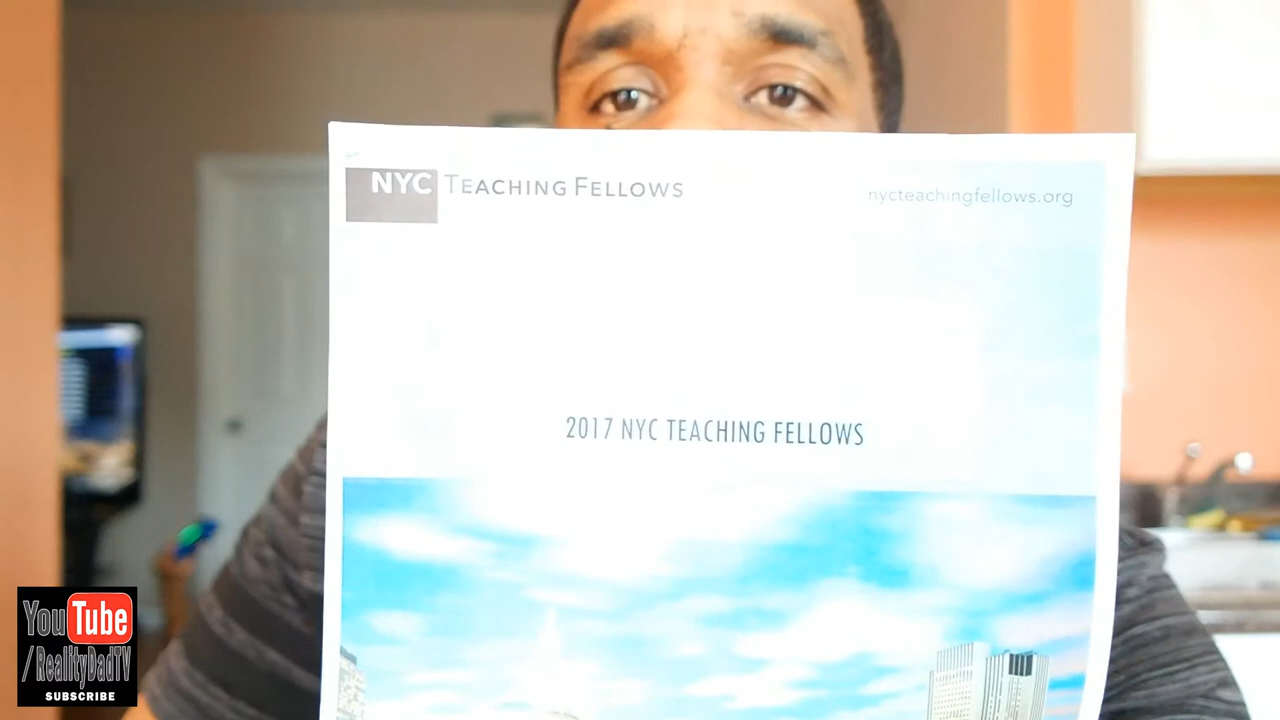 NYC TEACHING FELLOWS
nycteachingfellows.org
2017 NYC TEACHING FELLOWS
YouTube
/RealityDadTV
SUBSCRIBE